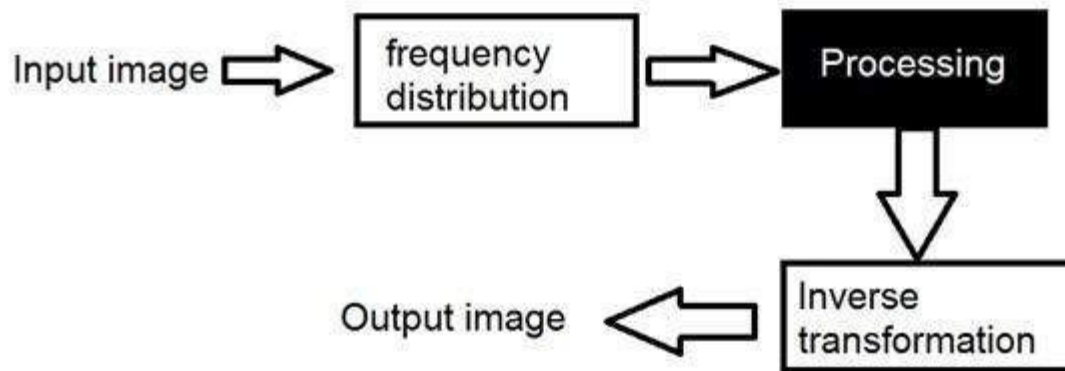 Input image
frequency
distribution
Processing
Inverse
transformation
Output image